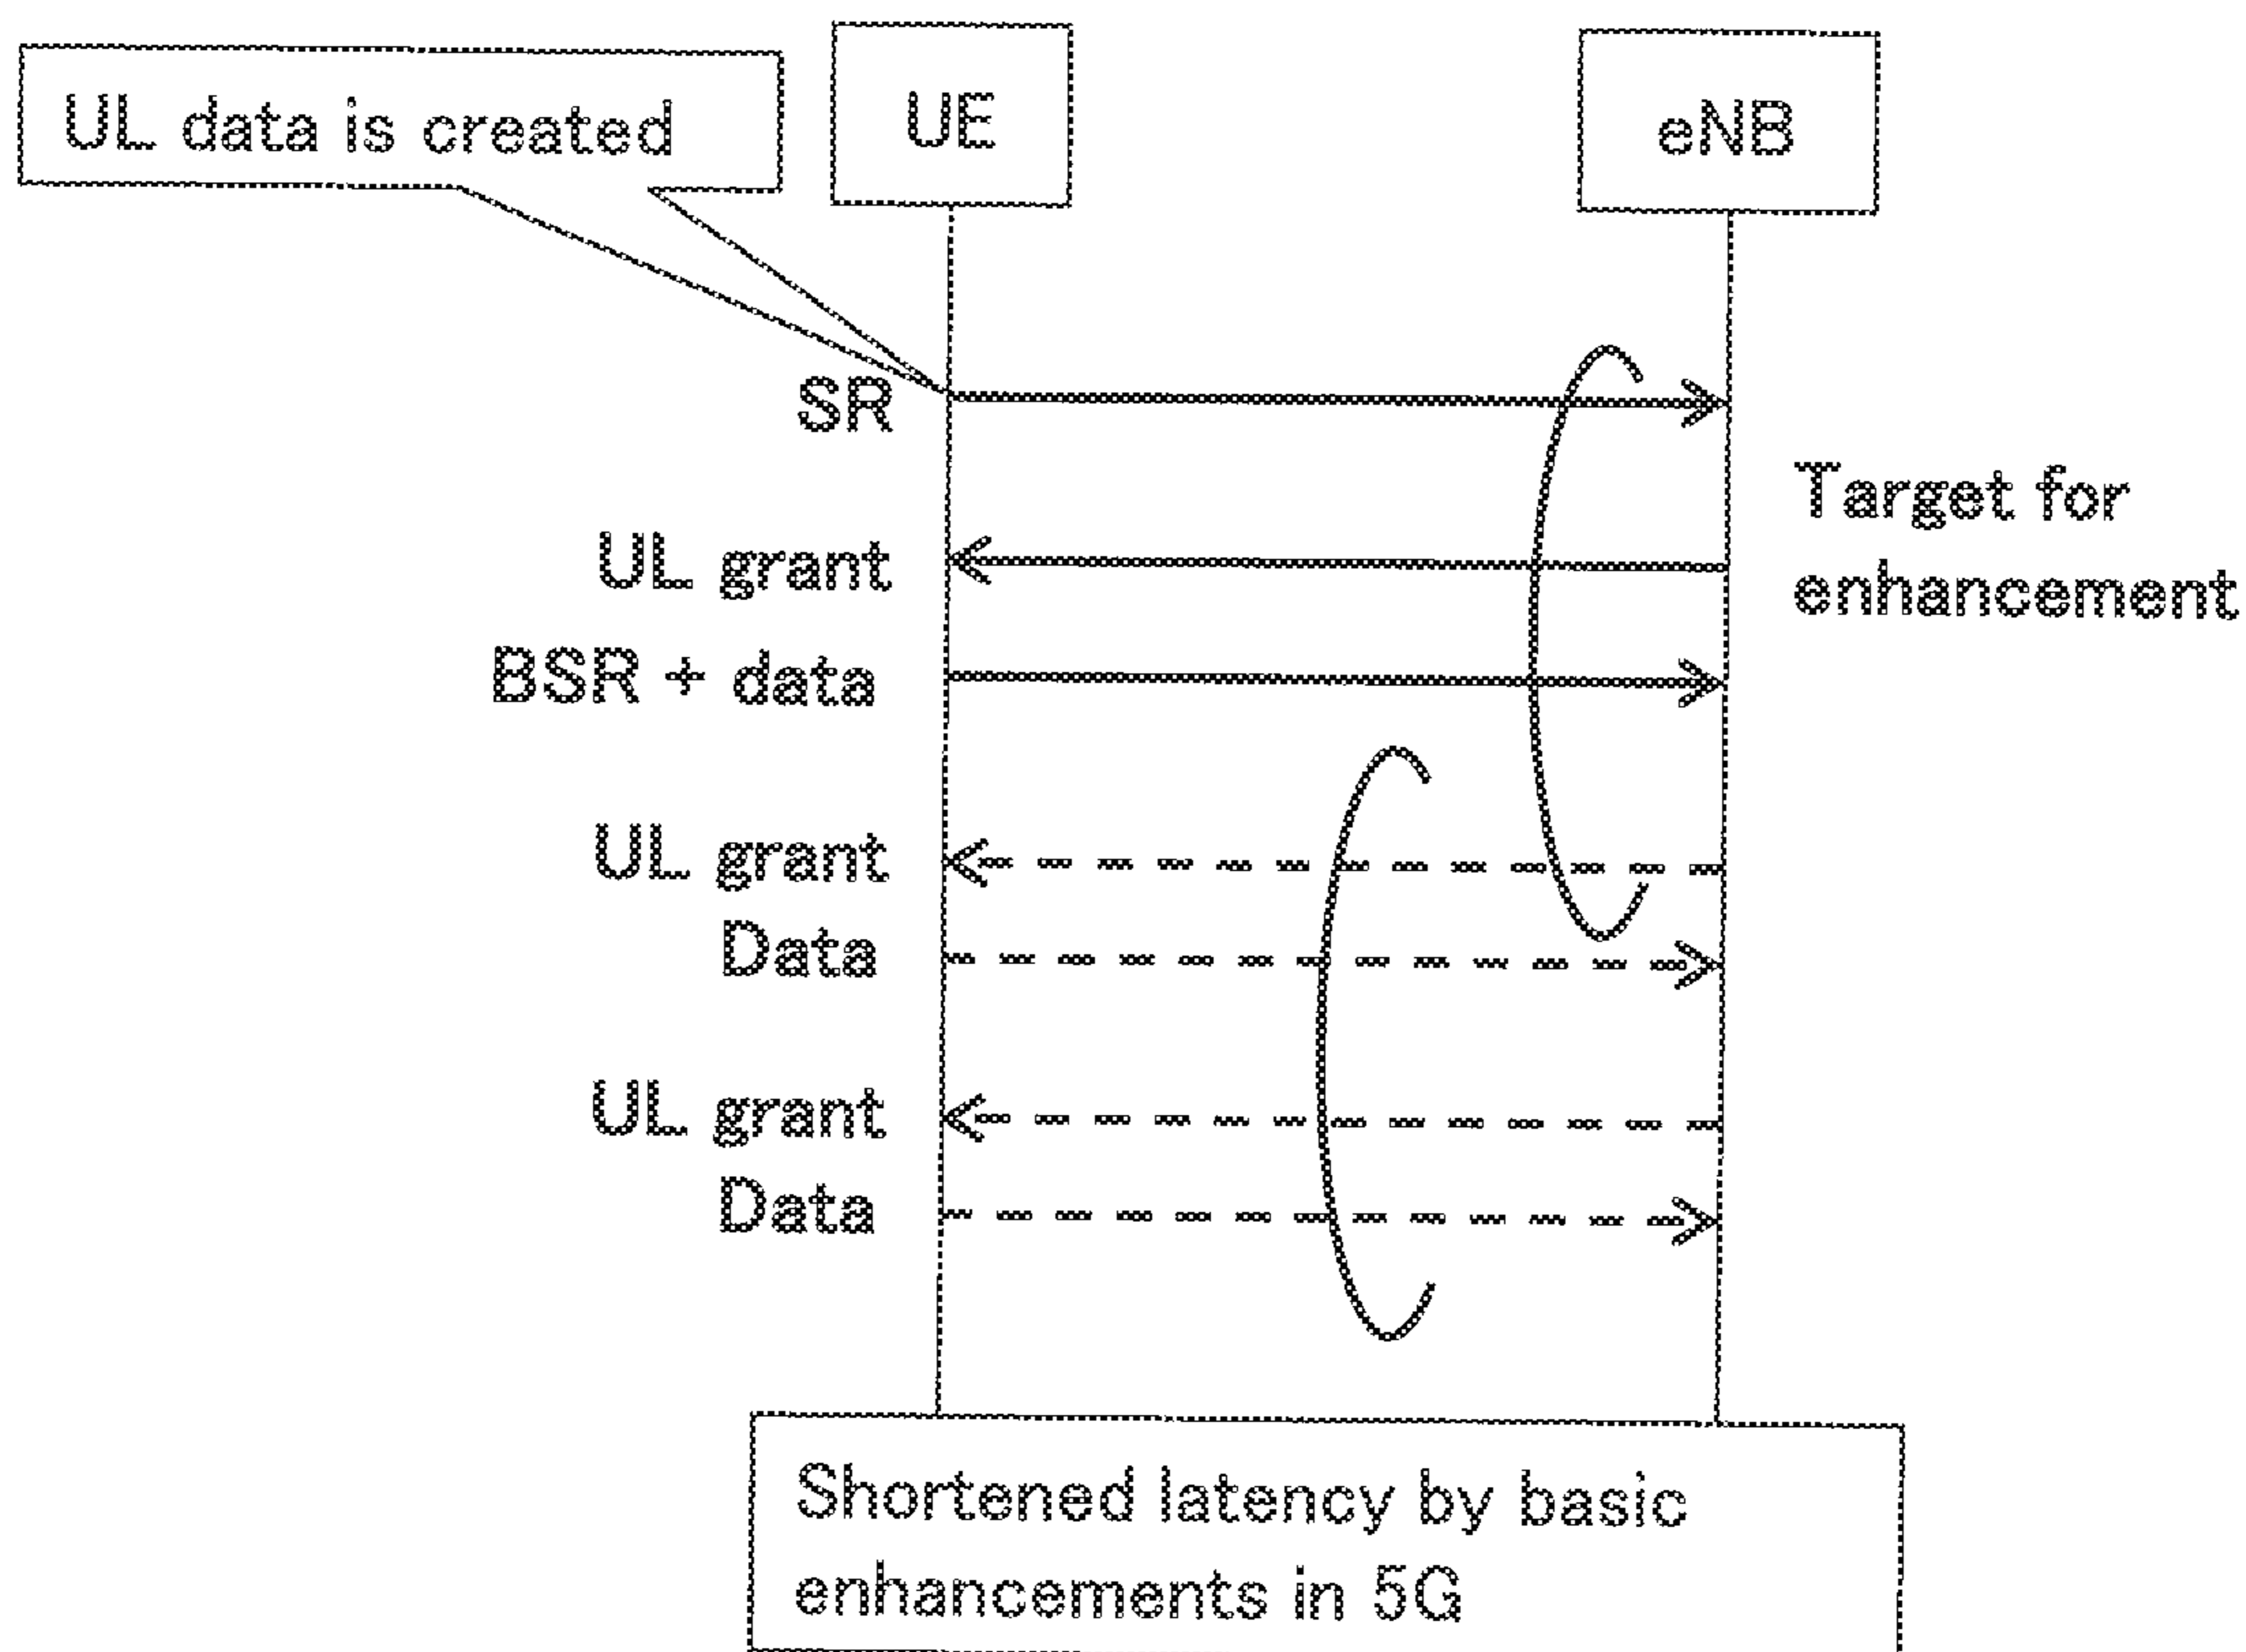 UL data is created
UE
eNB
SR
Target for
enhancement
UL grant
BSR + data
UL grant
Data
UL grant
Data
Shortened latency by basic
enhancements in 5G